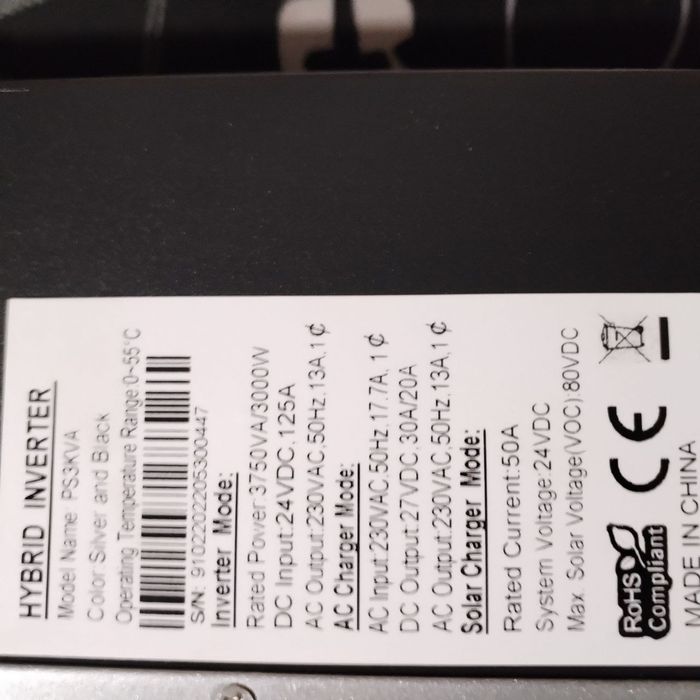 HYBRID INVERTER
Model Name: PS3KVA
Color Silver and Black
Operating Temperature Range 0~55°C
S/N: 9102202205300447
Inverter Mode:
Rated Power:3750VA/3000W
DC Input:24VDC, 125A
AC Output:230VAC,50Hz,13A,1¢
AC Charger Mode:
AC Input:230VAC.50Hz.17.7A, 1¢
DC Output:27VDC, 30A/20A
AC Output:230VAC,50Hz,13A,1¢
Solar Charger Mode:
Rated Current:50A
System Voltage:24VDC
Max. Solar Voltage(VOC):80VDC
RoHS
Compliant
CE
MADE IN CHINA